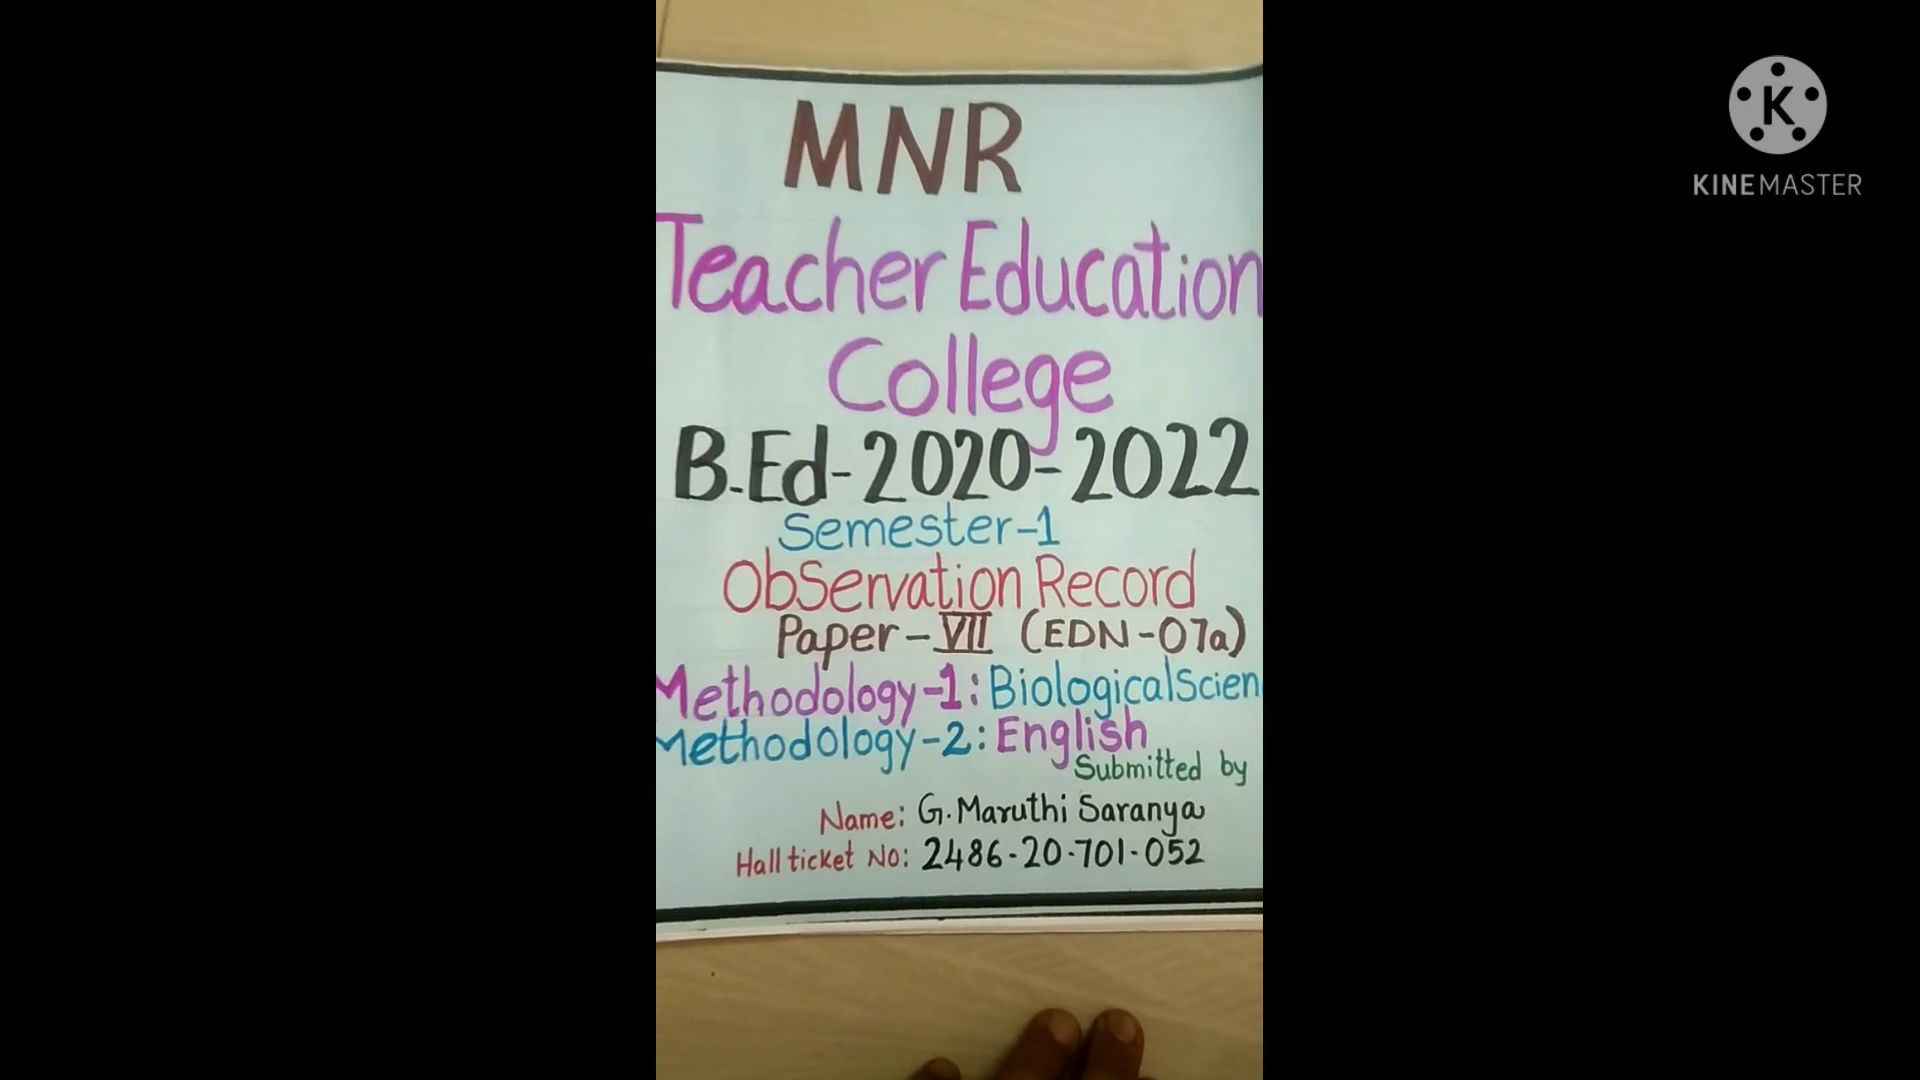 MNR
Teacher Education
College
B.Ed-2020-2022
Semester-1
Observation Record
Paper-VII (EDN-07a)
Methodology-1: Biological Scien
Methodology-2: English
Submitted by
Name: G. Maruthi Saranya
Hall ticket No: 2486-20-701-052
K
KINEMASTER